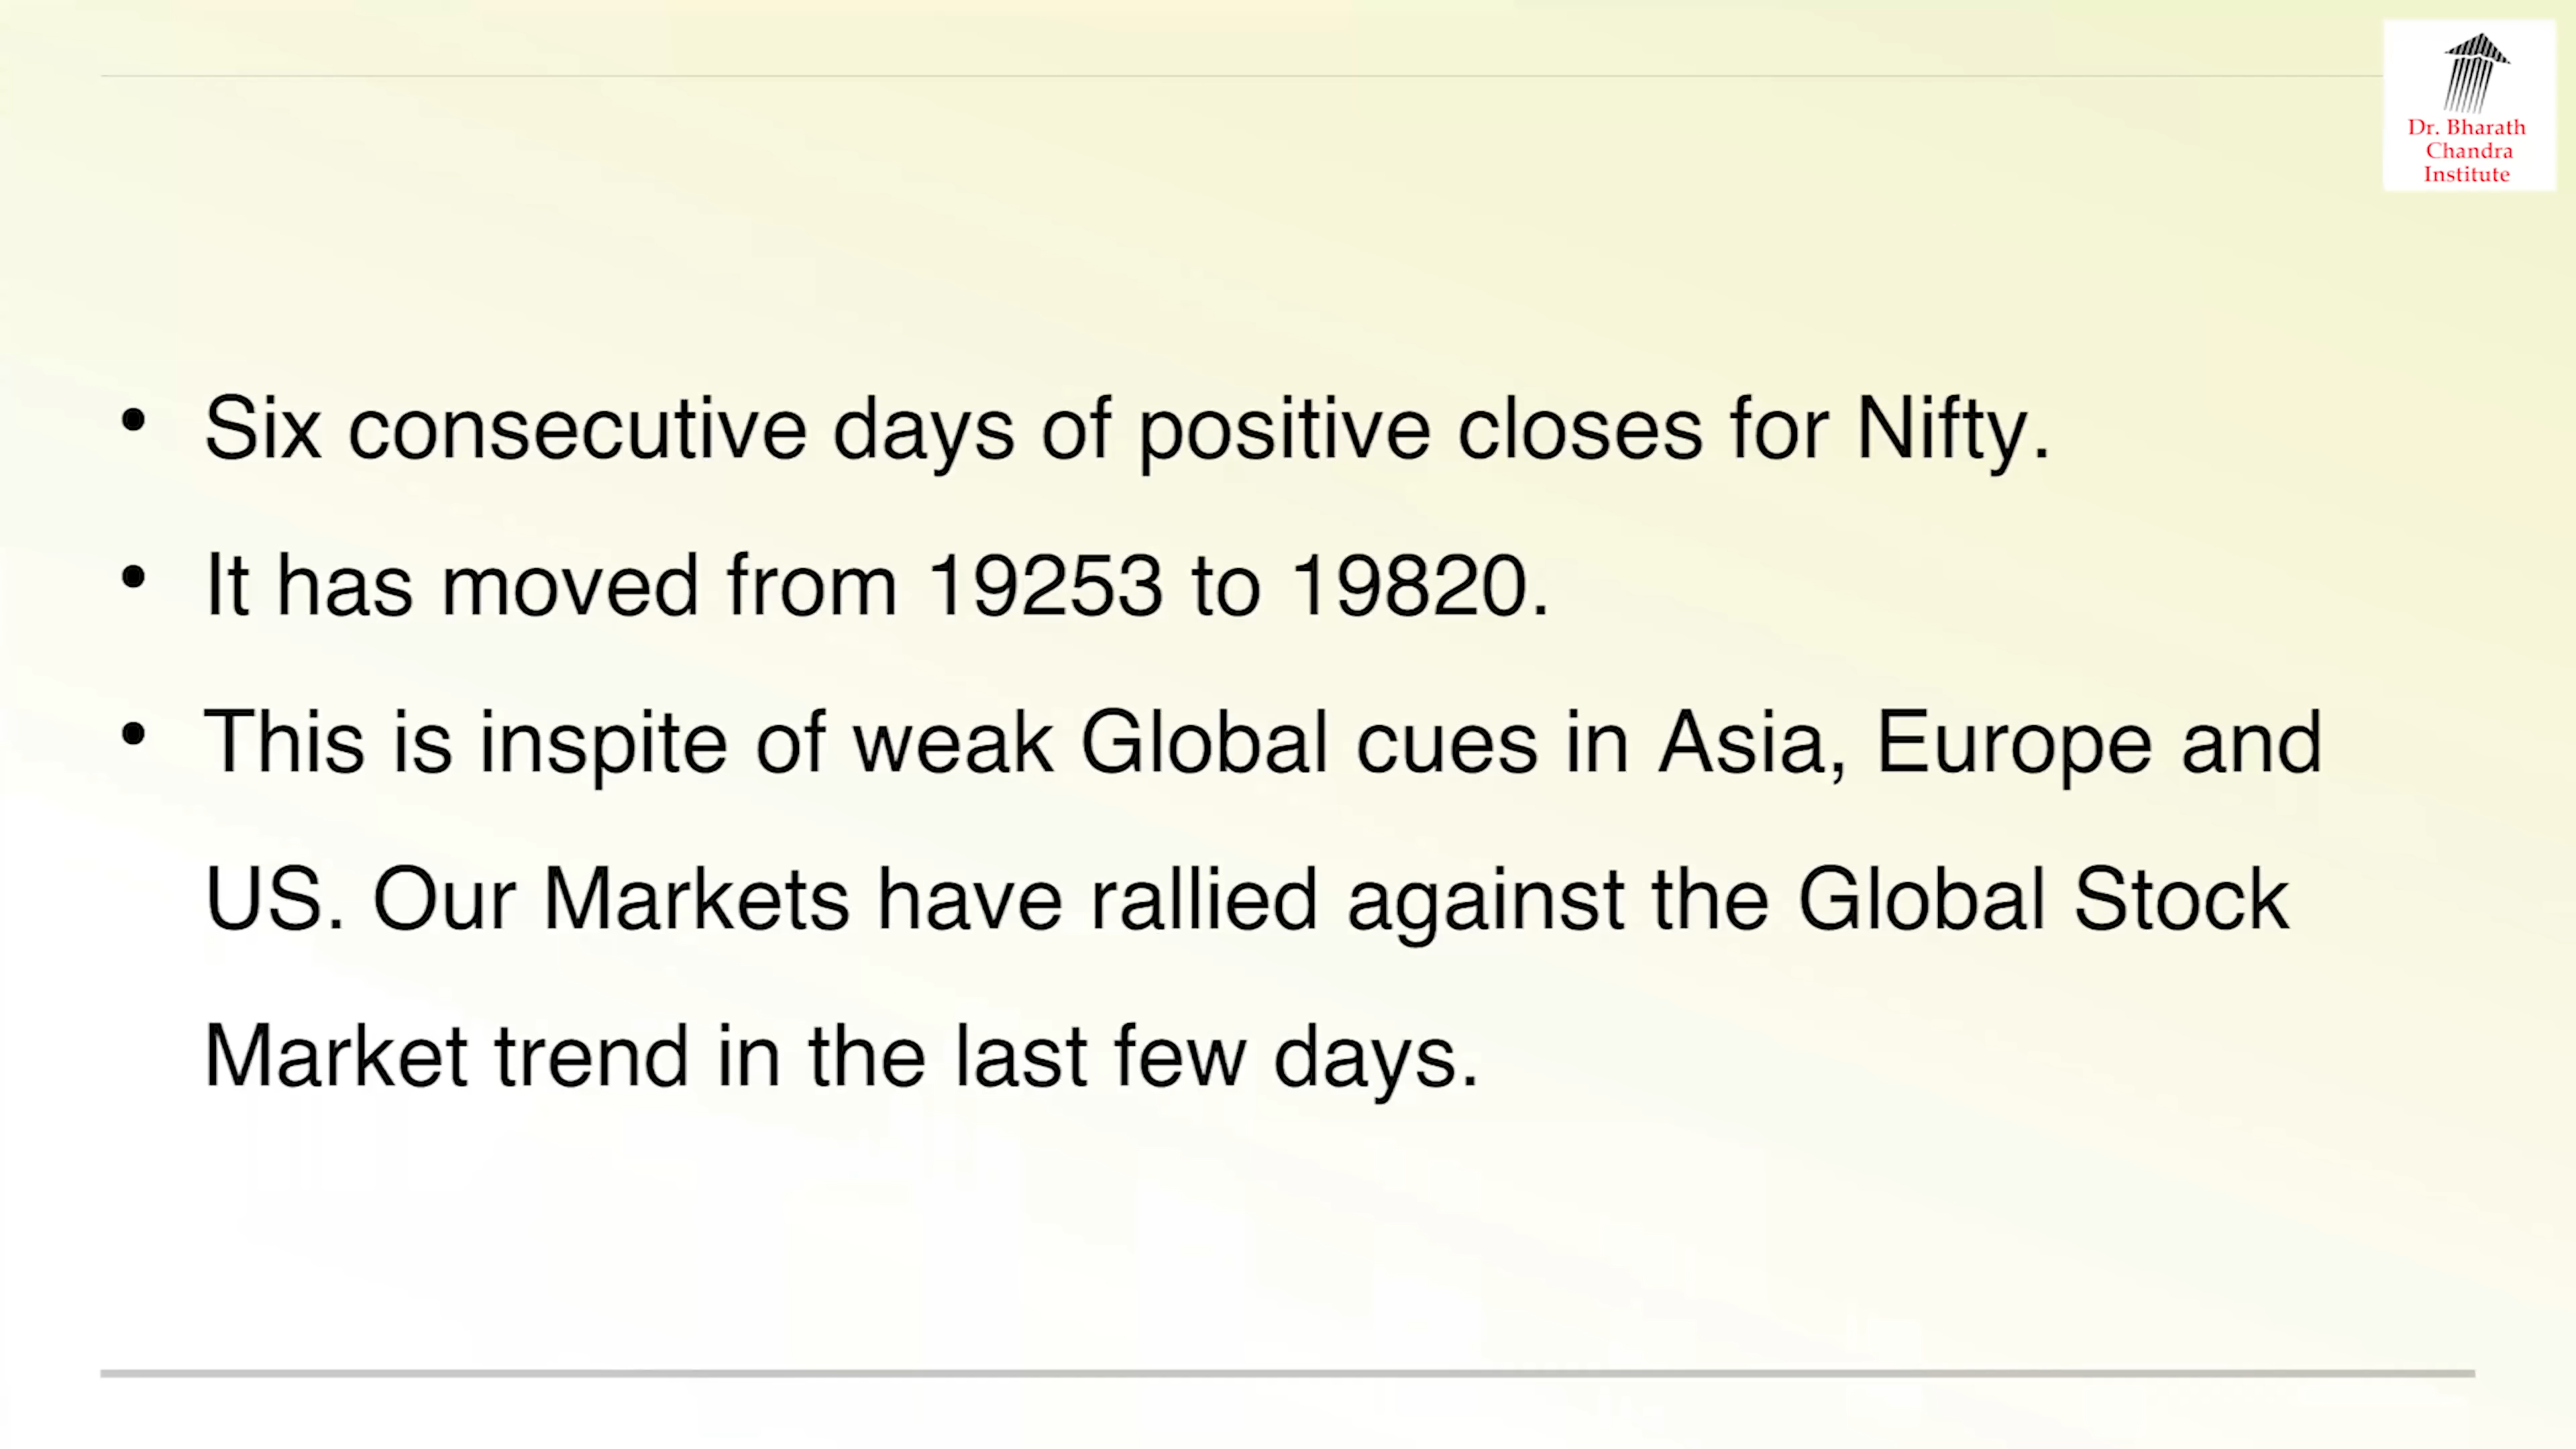 Dr. Bharath
Chandra
Institute
• Six consecutive days of positive closes for Nifty.
• It has moved from 19253 to 19820.
• This is inspite of weak Global cues in Asia, Europe and
US. Our Markets have rallied against the Global Stock
Market trend in the last few days.